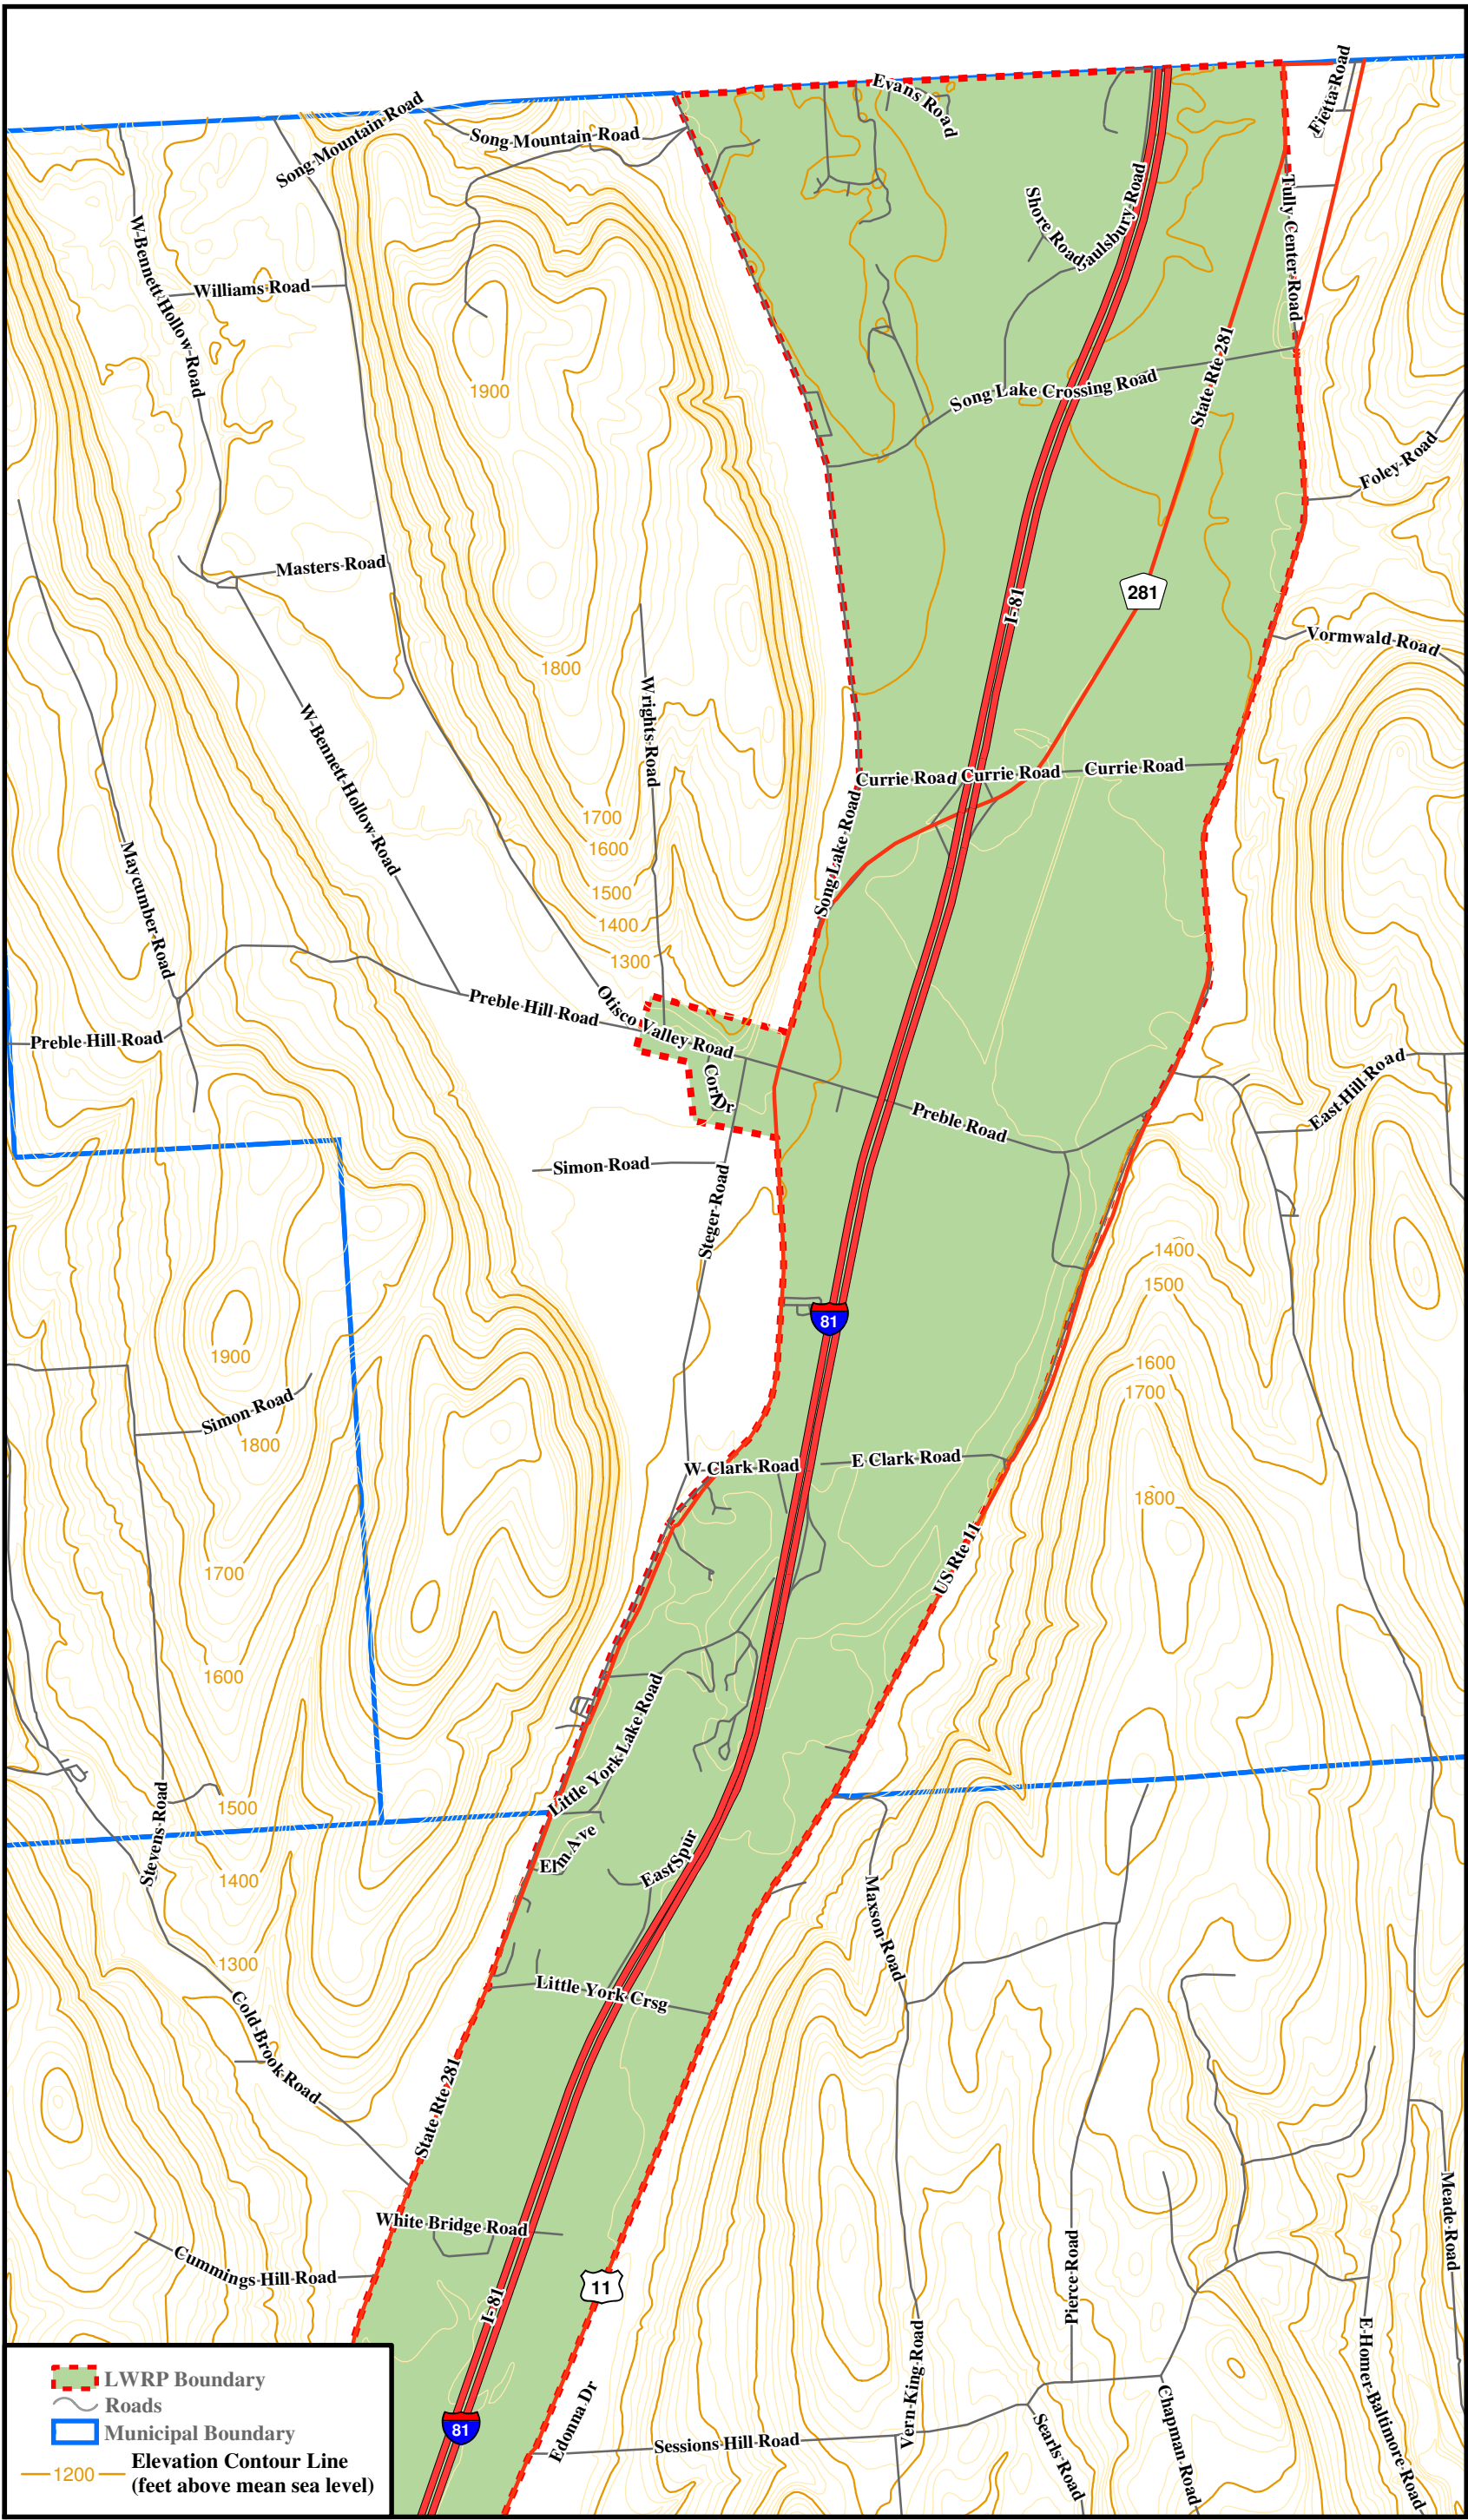 Song Mountain Road
Song Mountain Road
Evans Road
Fietta Road
W Bennett Hollow Road
Williams Road
Shore Road
Saulsbury Road
Tully Center Road
1900
Song Lake Crossing Road
State Rte 281
Foley Road
Masters Road
I-81
281
Vormwald Road
1800
Wrights Road
W Bennett Hollow Road
Currie Road
Currie Road
Currie Road
1700
1600
Song Lake Road
Maycumber Road
1500
1400
1300
Preble Hill Road
Preble Hill Road
Otisco Valley Road
Cork Dr
Preble Road
East Hill Road
Simon Road
Steger Road
1400
1500
81
1900
1600
1700
Simon Road
1800
W Clark Road
E Clark Road
1800
US Rte 11
1700
1600
Little York Lake Road
1500
Stevens Road
Elm Ave
East Spur
1400
Maxson Road
1300
Little York Crsg
Cold Brook Road
State Rte 281
White Bridge Road
Cummings Hill Road
Meade Road
Pierce Road
11
I-81
Vern King Road
E Homer Baltimore Road
LWRP Boundary
Roads
Municipal Boundary
1200
Elevation Contour Line
(feet above mean sea level)
81
Edonna Dr
Sessions Hill Road
Searls Road
Chapman Road